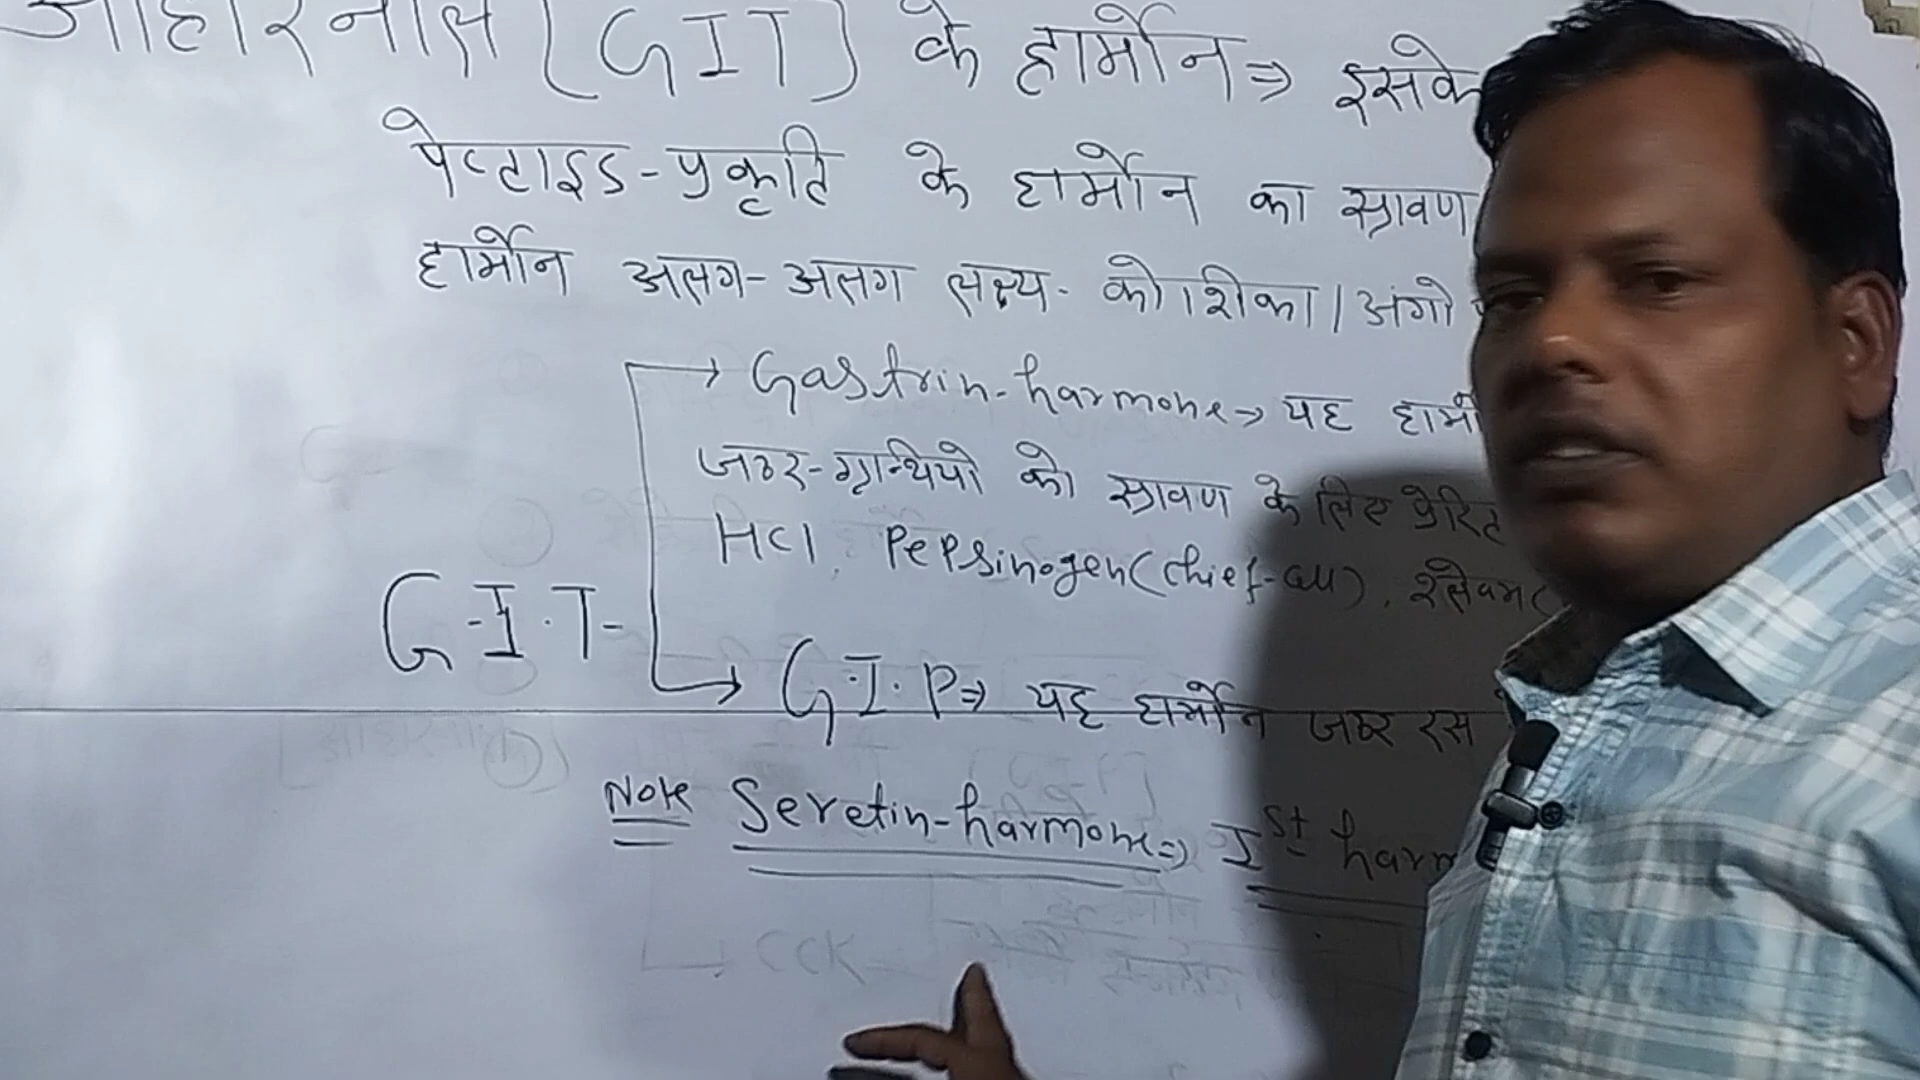 आहारनाल [GIT] के हार्मोन ⇒ इसके
पेप्टाइड-प्रकृति के हार्मोन का स्रावण
हार्मोन अलग-अलग लक्ष्य-कोशिका/अंगो
→ Gastrin-harmone → यह हार्मो
जठर-ग्रन्थियो को स्रावण के लिए प्रेरित
HCl, Pepsinogen (chief-cell), श्लेष्म (
G.I.T-
→ G.I.P ⇒ यह हार्मोन जठर रस
Note Seretin-harmone ⇒ Ist harm
→ CCK